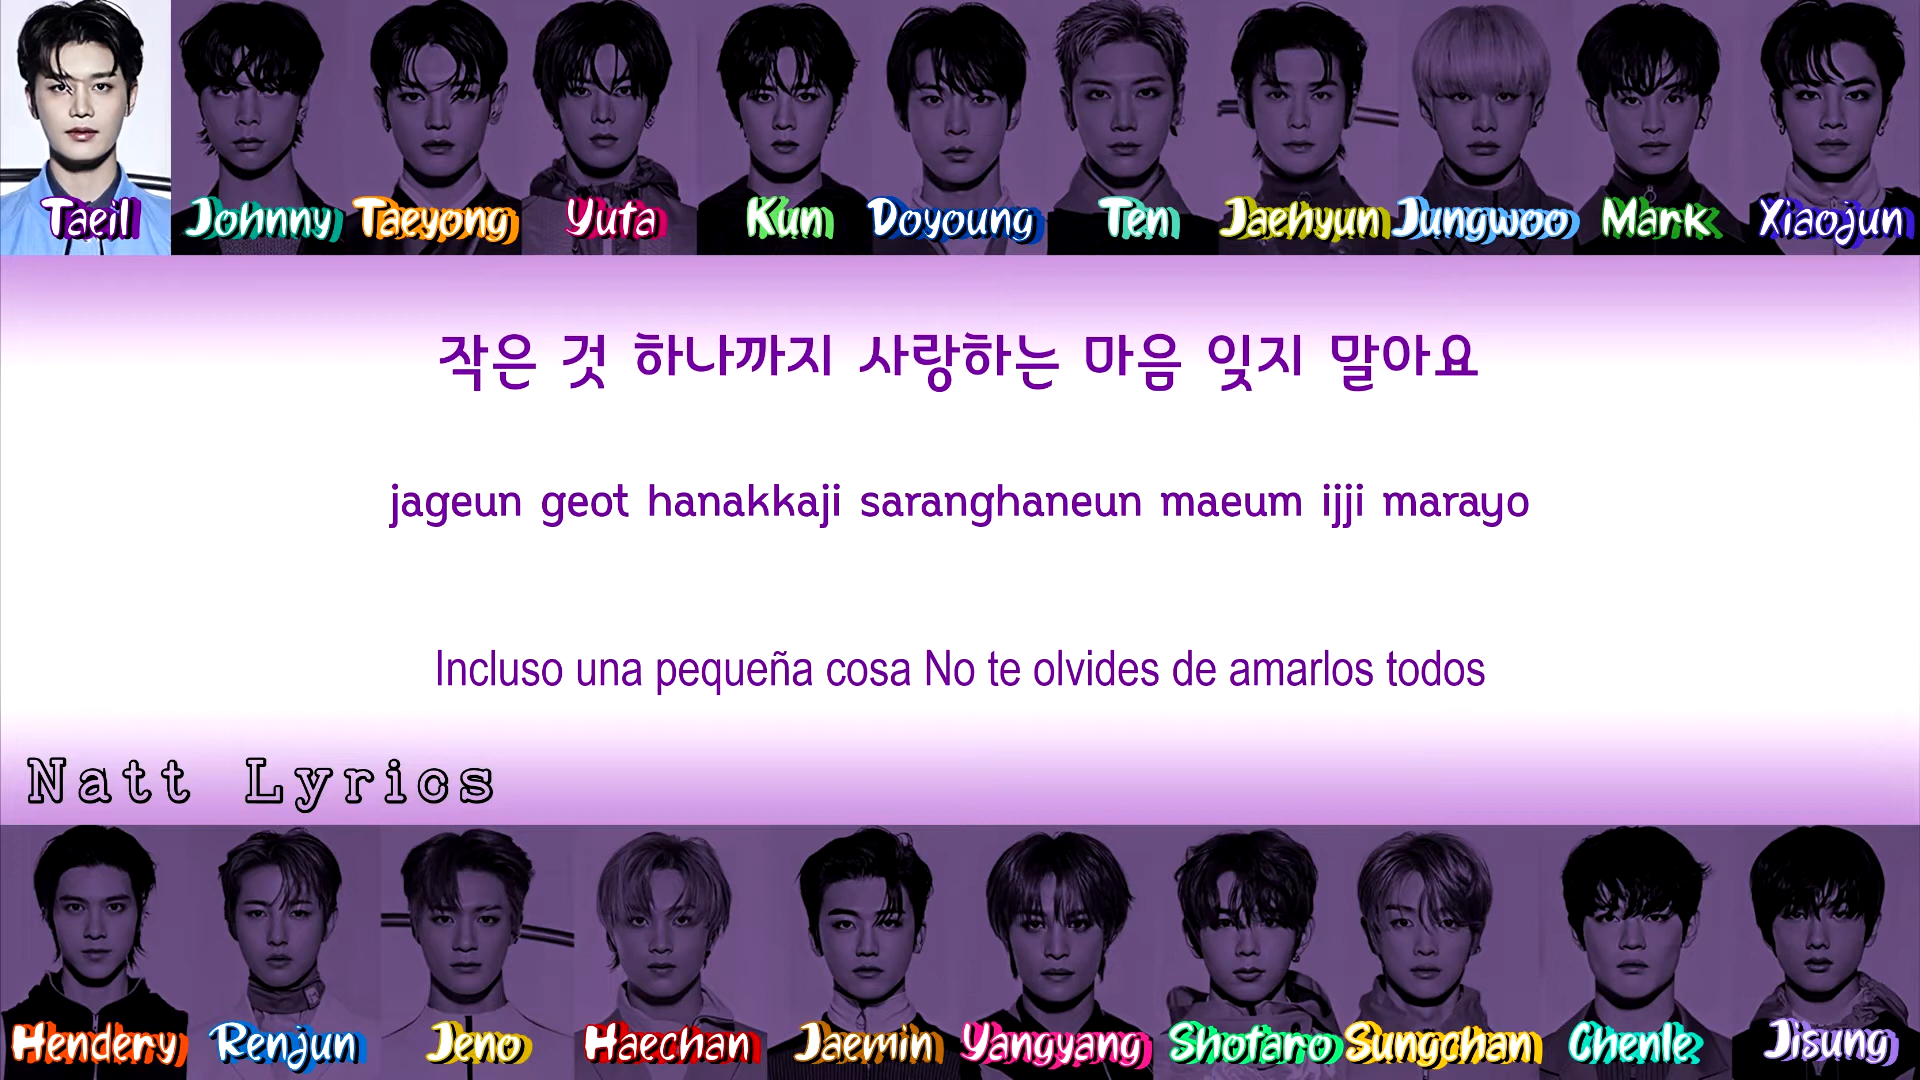 Taeil Johnny Taeyong Yuta Kun Doyoung Ten Jaehyun Jungwoo Mark Xiaojun
작은 것 하나까지 사랑하는 마음 잊지 말아요
jageun geot hanakkaji saranghaneun maeum ijji marayo
Incluso una pequeña cosa No te olvides de amarlos todos
Natt Lyrics
Hendery Renjun Jeno Haechan Jaemin Yangyang Shotaro Sungchan Chenle Jisung